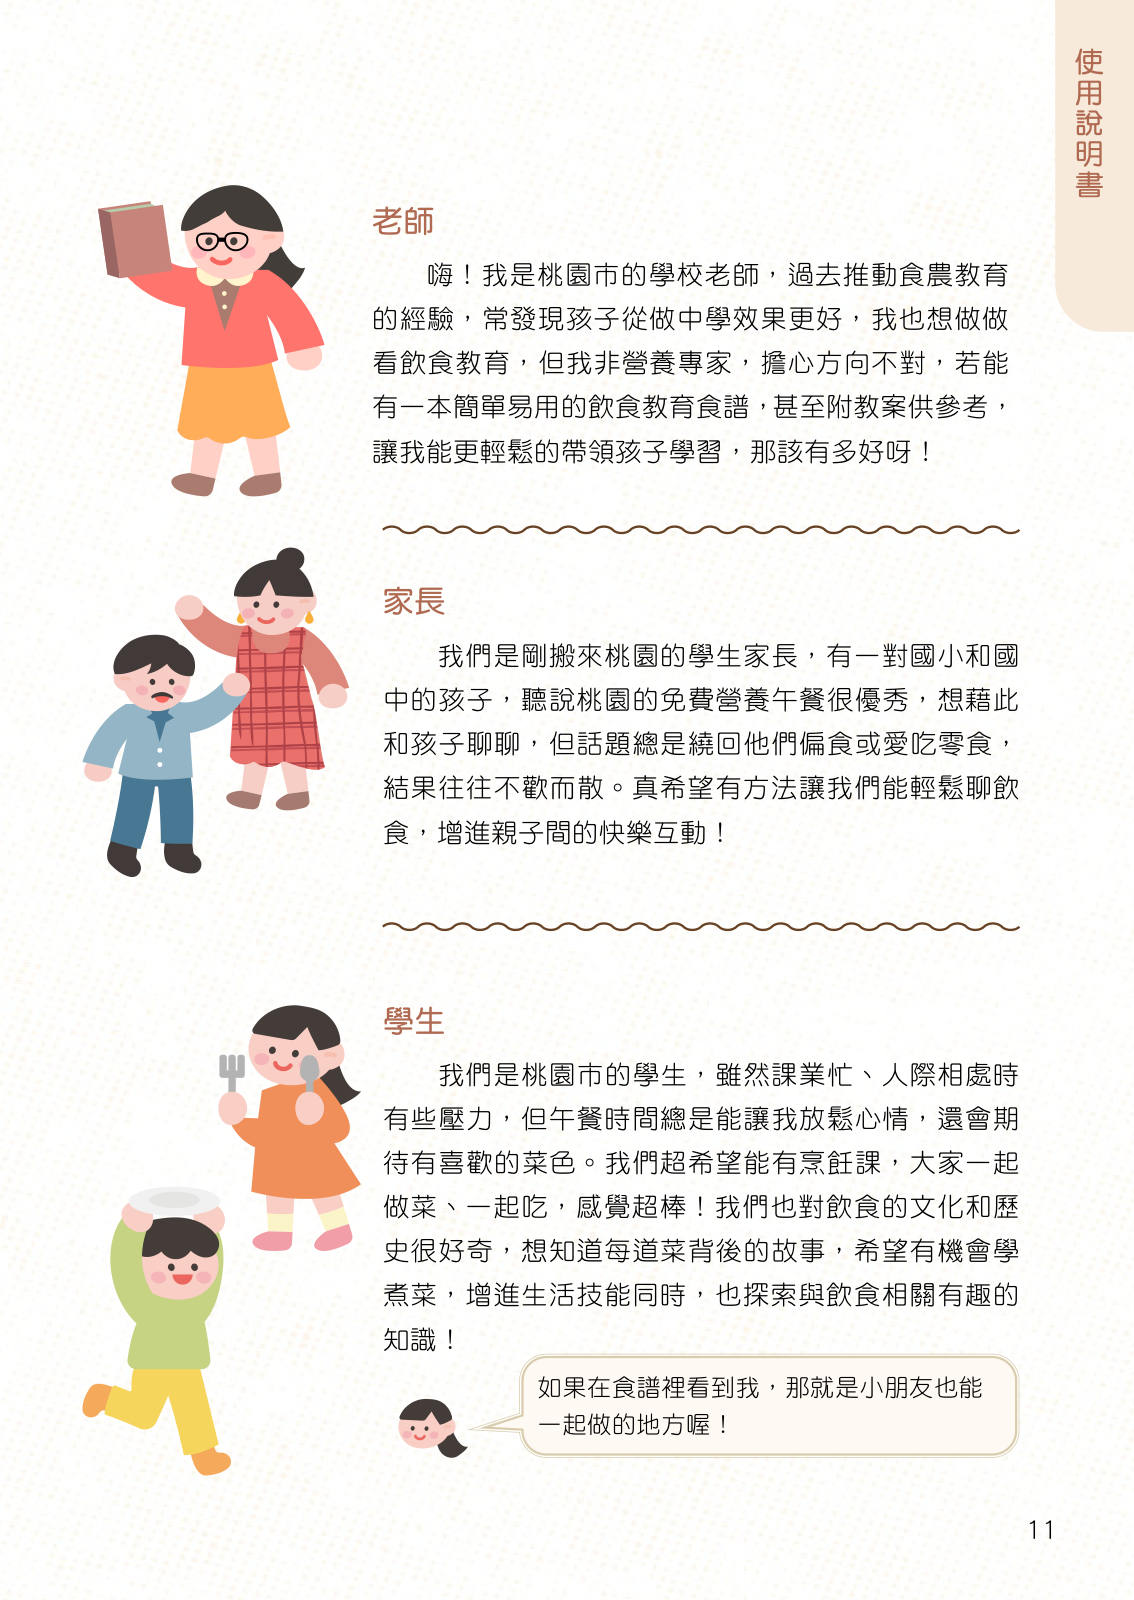 使用說明書
老師
嗨！我是桃園市的學校老師，過去推動食農教育
的經驗，常發現孩子從做中學效果更好，我也想做做
看飲食教育，但我非營養專家，擔心方向不對，若能
有一本簡單易用的飲食教育食譜，甚至附教案供參考，
讓我能更輕鬆的帶領孩子學習，那該有多好呀！
家長
我們是剛搬來桃園的學生家長，有一對國小和國
中的孩子，聽說桃園的免費營養午餐很優秀，想藉此
和孩子聊聊，但話題總是繞回他們偏食或愛吃零食，
結果往往不歡而散。真希望有方法讓我們能輕鬆聊飲
食，增進親子間的快樂互動！
學生
我們是桃園市的學生，雖然課業忙、人際相處時
有些壓力，但午餐時間總是能讓我放鬆心情，還會期
待有喜歡的菜色。我們超希望能有烹飪課，大家一起
做菜、一起吃，感覺超棒！我們也對飲食的文化和歷
史很好奇，想知道每道菜背後的故事，希望有機會學
煮菜，增進生活技能同時，也探索與飲食相關有趣的
知識！
如果在食譜裡看到我，那就是小朋友也能
一起做的地方喔！
11